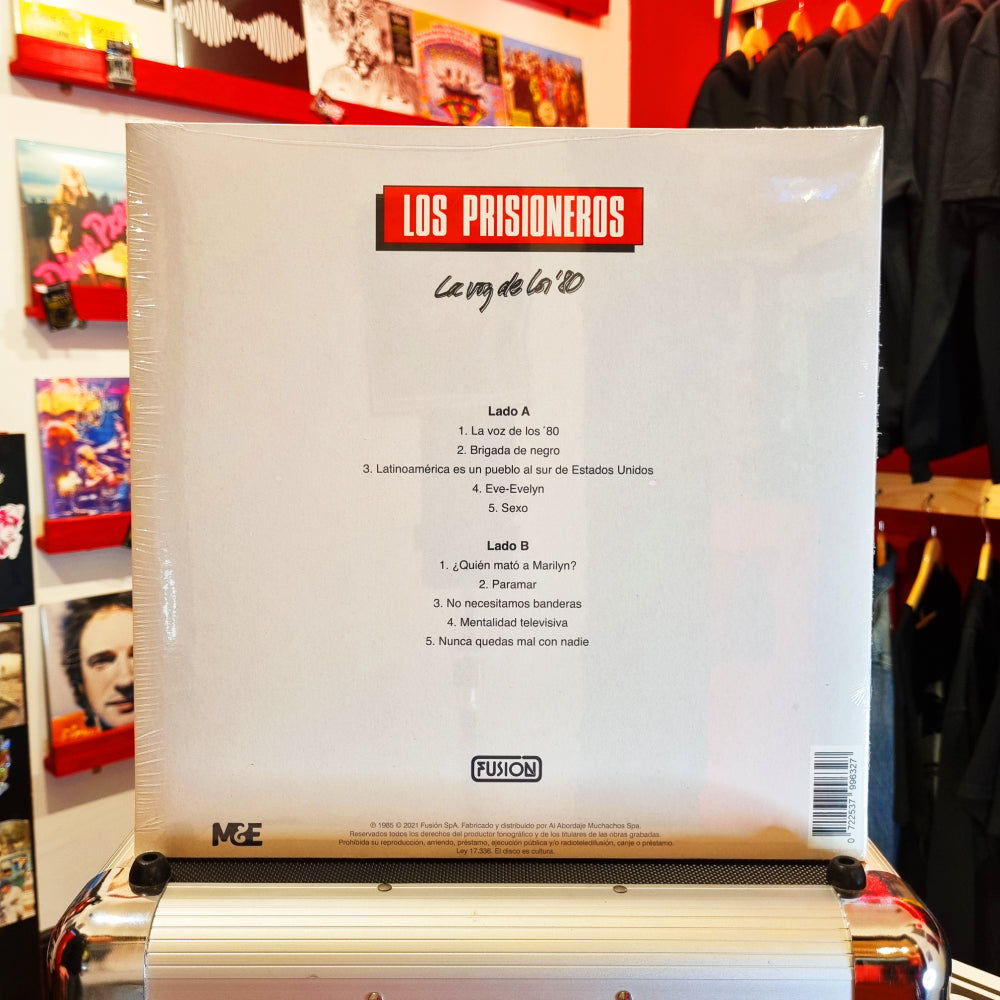 LOS PRISIONEROS
La voz de los '80
Lado A
1. La voz de los ´80
2. Brigada de negro
3. Latinoamérica es un pueblo al sur de Estados Unidos
4. Eve-Evelyn
5. Sexo
Lado B
1. ¿Quién mató a Marilyn?
2. Paramar
3. No necesitamos banderas
4. Mentalidad televisiva
5. Nunca quedas mal con nadie
FUSION
M&E
℗ 1985 © 2021 Fusión SpA. Fabricado y distribuido por Al Abordaje Muchachos Spa.
Reservados todos los derechos del productor fonográfico y de los titulares de las obras grabadas.
Prohibida su reproducción, arriendo, préstamo, ejecución pública y/o radioteledifusión, canje o préstamo.
Ley 17.336. El disco es cultura.
0 722537 996327